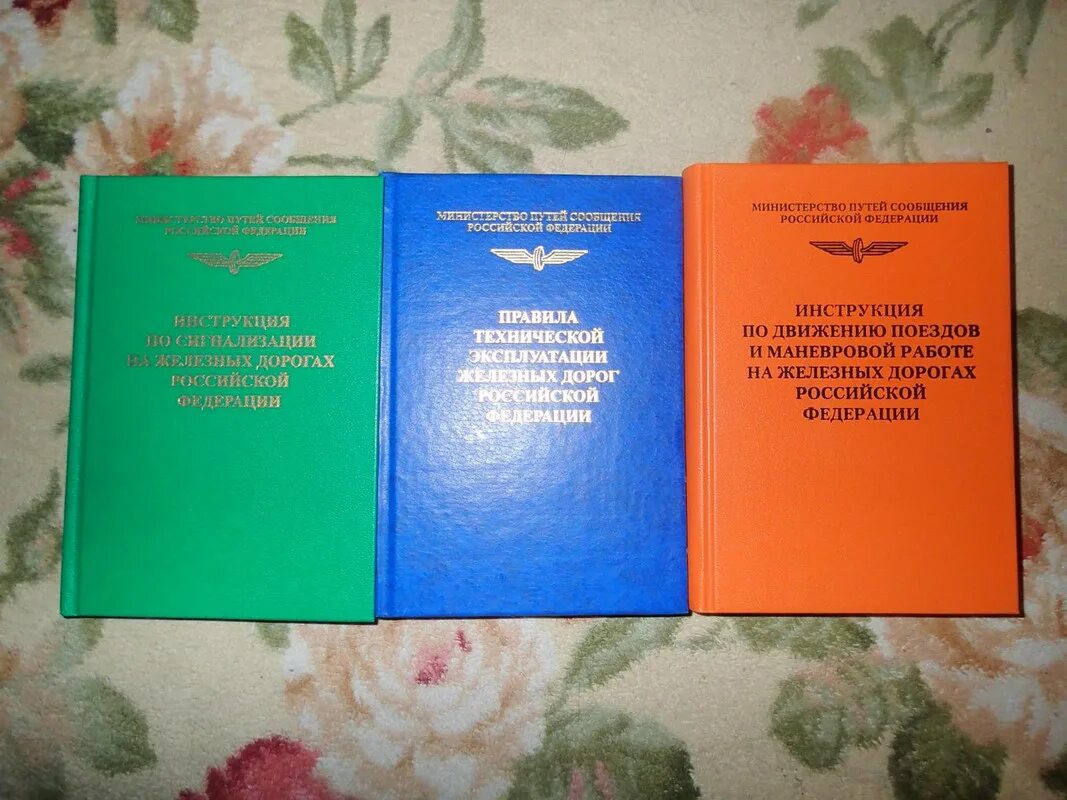 МИНИСТЕРСТВО ПУТЕЙ СООБЩЕНИЯ
РОССИЙСКОЙ ФЕДЕРАЦИИ
ИНСТРУКЦИЯ
ПО СИГНАЛИЗАЦИИ
НА ЖЕЛЕЗНЫХ ДОРОГАХ
РОССИЙСКОЙ
ФЕДЕРАЦИИ
МИНИСТЕРСТВО ПУТЕЙ СООБЩЕНИЯ
РОССИЙСКОЙ ФЕДЕРАЦИИ
ПРАВИЛА
ТЕХНИЧЕСКОЙ
ЭКСПЛУАТАЦИИ
ЖЕЛЕЗНЫХ ДОРОГ
РОССИЙСКОЙ
ФЕДЕРАЦИИ
МИНИСТЕРСТВО ПУТЕЙ СООБЩЕНИЯ
РОССИЙСКОЙ ФЕДЕРАЦИИ
ИНСТРУКЦИЯ
ПО ДВИЖЕНИЮ ПОЕЗДОВ
И МАНЕВРОВОЙ РАБОТЕ
НА ЖЕЛЕЗНЫХ ДОРОГАХ
РОССИЙСКОЙ
ФЕДЕРАЦИИ